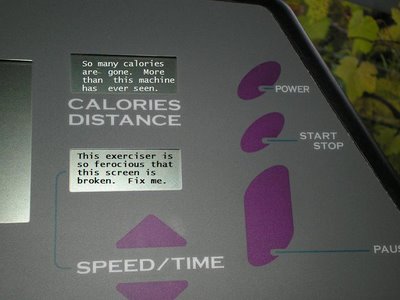 So many calories
are gone. More
than this machine
has ever seen.
CALORIES
DISTANCE
POWER
START
STOP
This exerciser is
so ferocious that
this screen is
broken. Fix me.
PAUS
SPEED/TIME